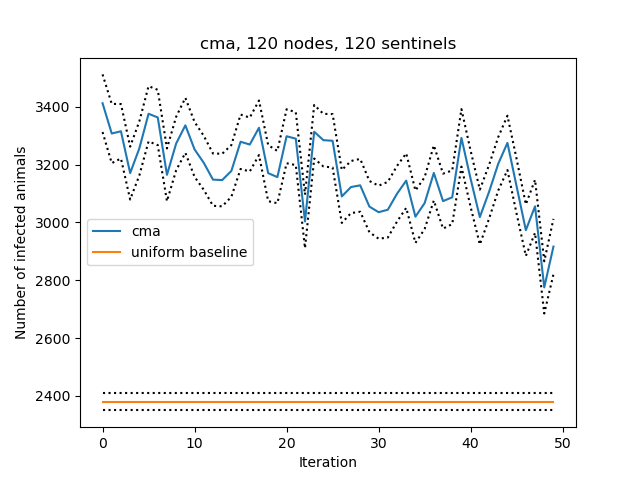 cma, 120 nodes, 120 sentinels
Number of infected animals
3400
3200
3000
2800
2600
2400
cma
uniform baseline
0
10
20
30
40
50
Iteration